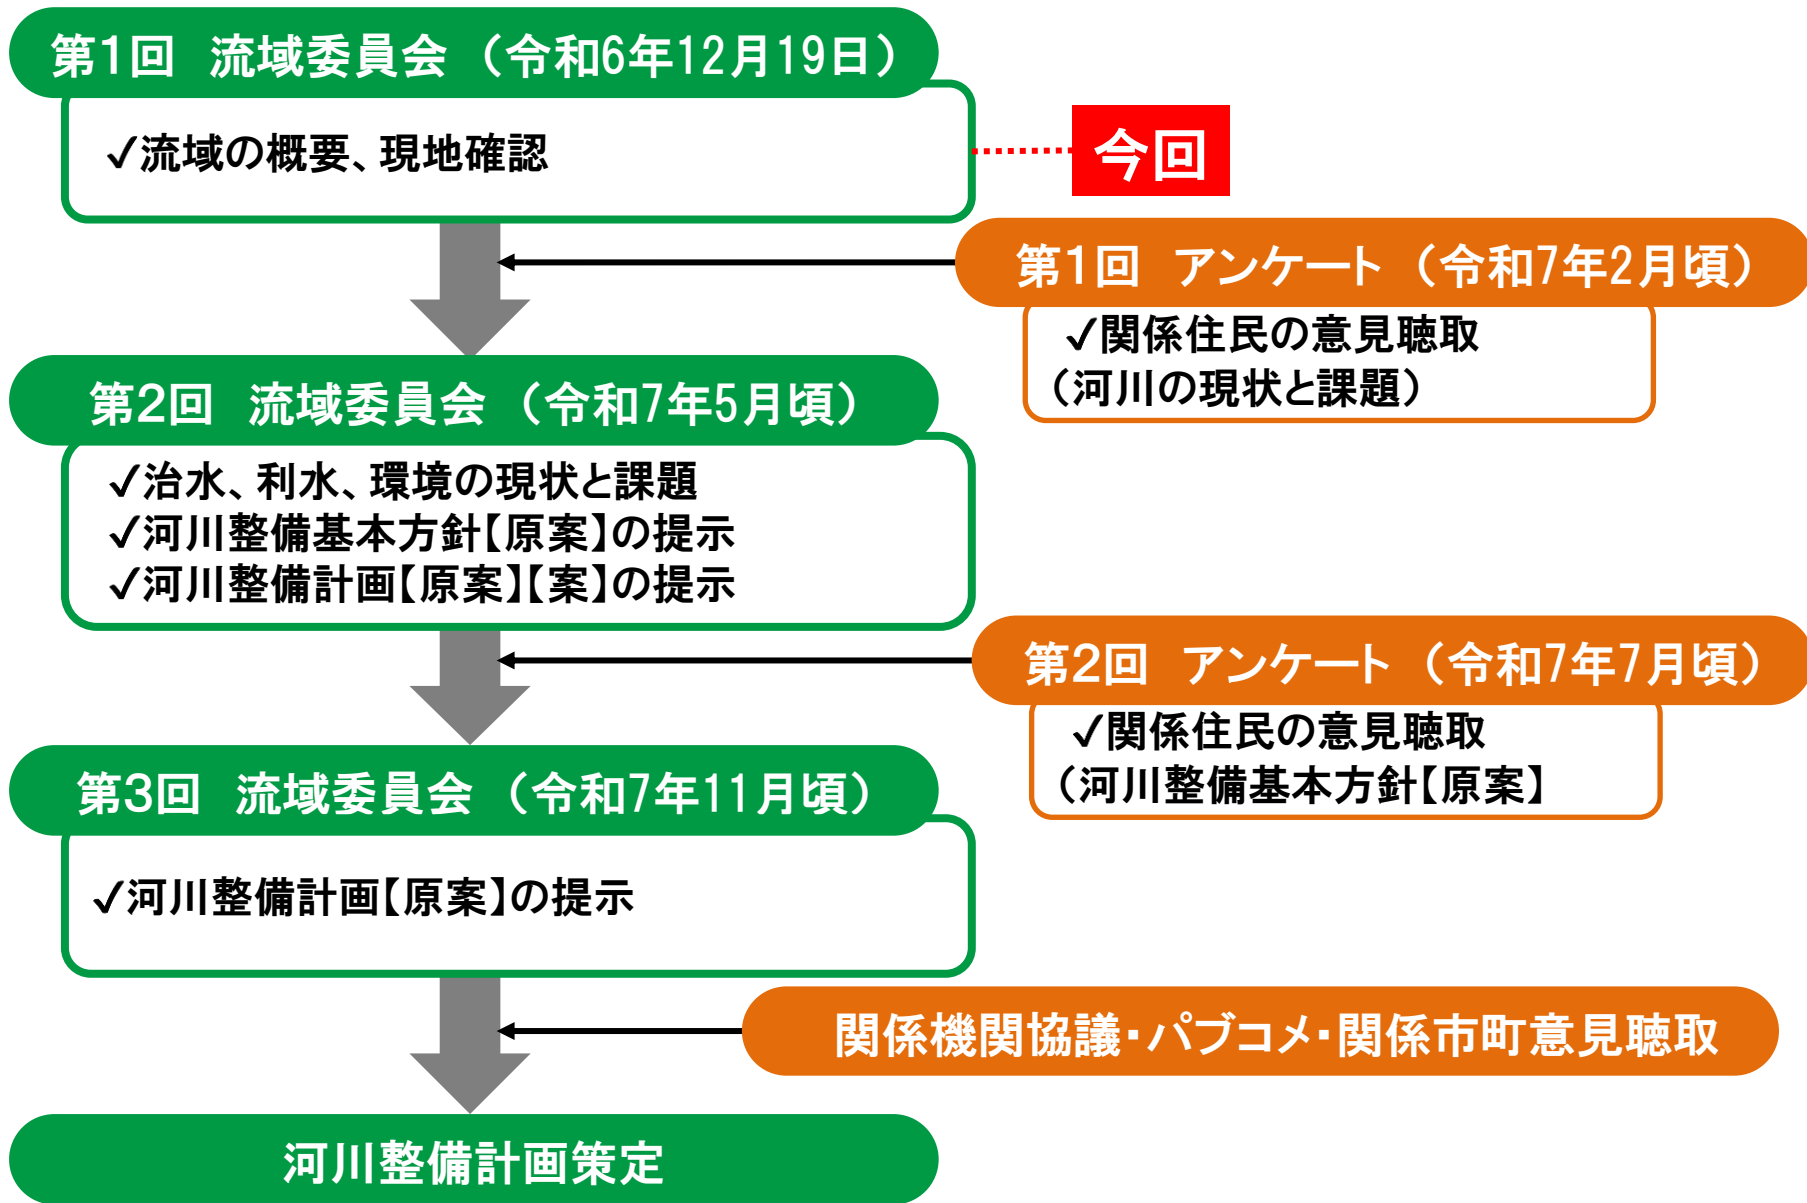 第1回　流域委員会（令和6年12月19日）
✓流域の概要、現地確認
今回
第1回　アンケート（令和7年2月頃）
✓関係住民の意見聴取
（河川の現状と課題）
第2回　流域委員会（令和7年5月頃）
✓治水、利水、環境の現状と課題
✓河川整備基本方針【原案】の提示
✓河川整備計画【原案】【案】の提示
第2回　アンケート（令和7年7月頃）
✓関係住民の意見聴取
（河川整備基本方針【原案】
第3回　流域委員会（令和7年11月頃）
✓河川整備計画【原案】の提示
関係機関協議・パブコメ・関係市町意見聴取
河川整備計画策定